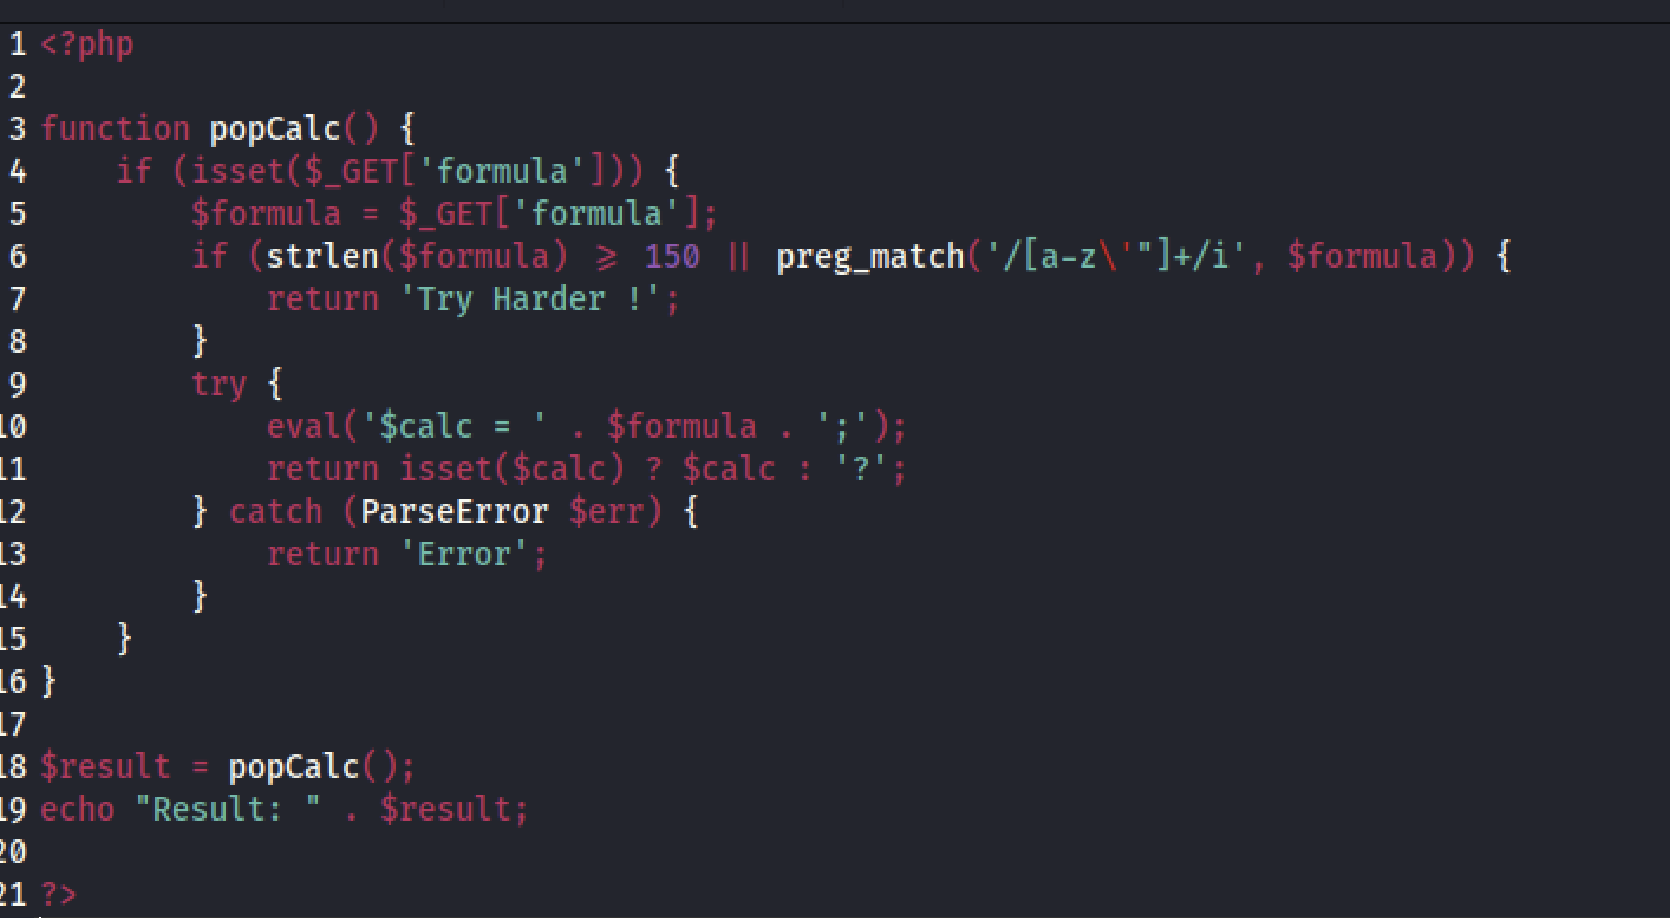 1 <?php
2
3 function popCalc() {
4     if (isset($_GET['formula'])) {
5         $formula = $_GET['formula'];
6         if (strlen($formula) >= 150 || preg_match('/[a-z\'"]+/i', $formula)) {
7             return 'Try Harder !';
8         }
9         try {
10             eval('$calc = ' . $formula . ';');
11             return isset($calc) ? $calc : '?';
12         } catch (ParseError $err) {
13             return 'Error';
14         }
15     }
16 }
17
18 $result = popCalc();
19 echo "Result: " . $result;
20
21 ?>